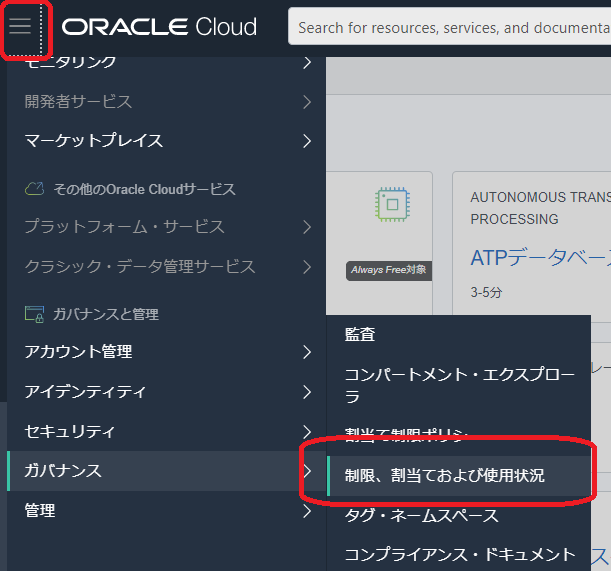 ORACLE Cloud
Search for resources, services, and documenta
モニタリング
開発者サービス
マーケットプレイス
その他のOracle Cloudサービス
プラットフォーム・サービス
クラシック・データ管理サービス
ガバナンスと管理
アカウント管理
アイデンティティ
セキュリティ
ガバナンス
管理
監査
コンパートメント・エクスプロー
ラ
割当て制限ポリシー
制限、割当ておよび使用状況
タグ・ネームスペース
コンプライアンス・ドキュメント
Always Free対象
AUTONOMOUS TRANS
PROCESSING
ATPデータベー
3-5分
レー
ス